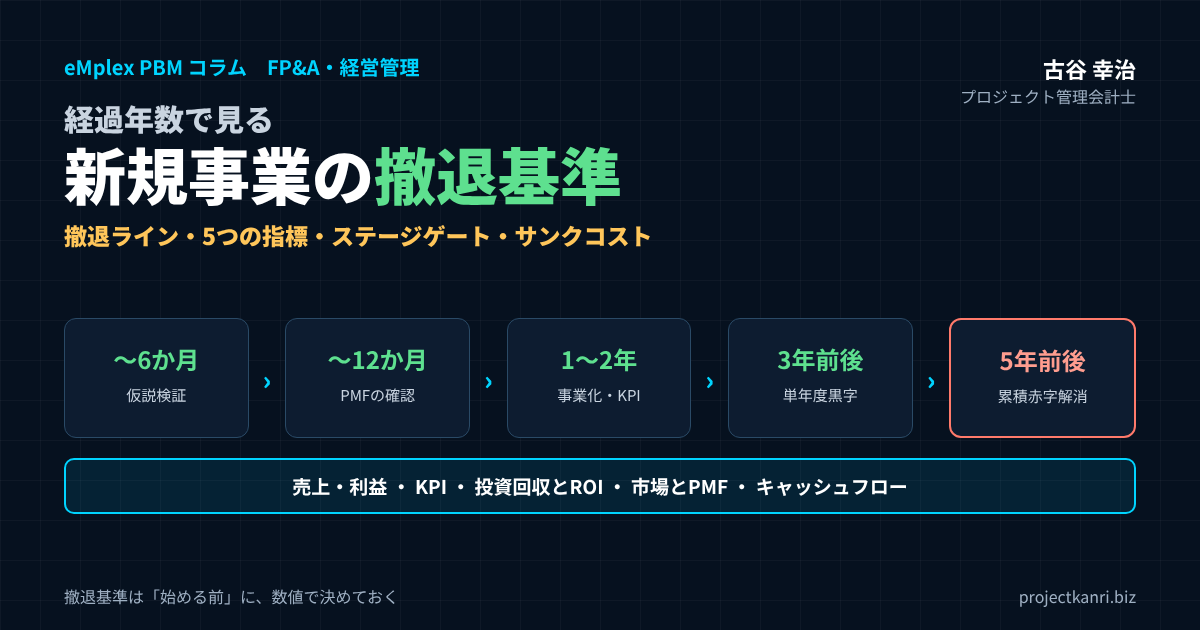 eMplex PBM コラム　FP&A・経営管理
古谷 幸治
プロジェクト管理会計士
経過年数で見る
新規事業の撤退基準
撤退ライン・5つの指標・ステージゲート・サンクコスト
〜6か月
仮説検証
›
〜12か月
PMFの確認
›
1〜2年
事業化・KPI
›
3年前後
単年度黒字
›
5年前後
累積赤字解消
売上・利益 ・ KPI ・ 投資回収とROI ・ 市場とPMF ・ キャッシュフロー
撤退基準は「始める前」に、数値で決めておく
projectkanri.biz